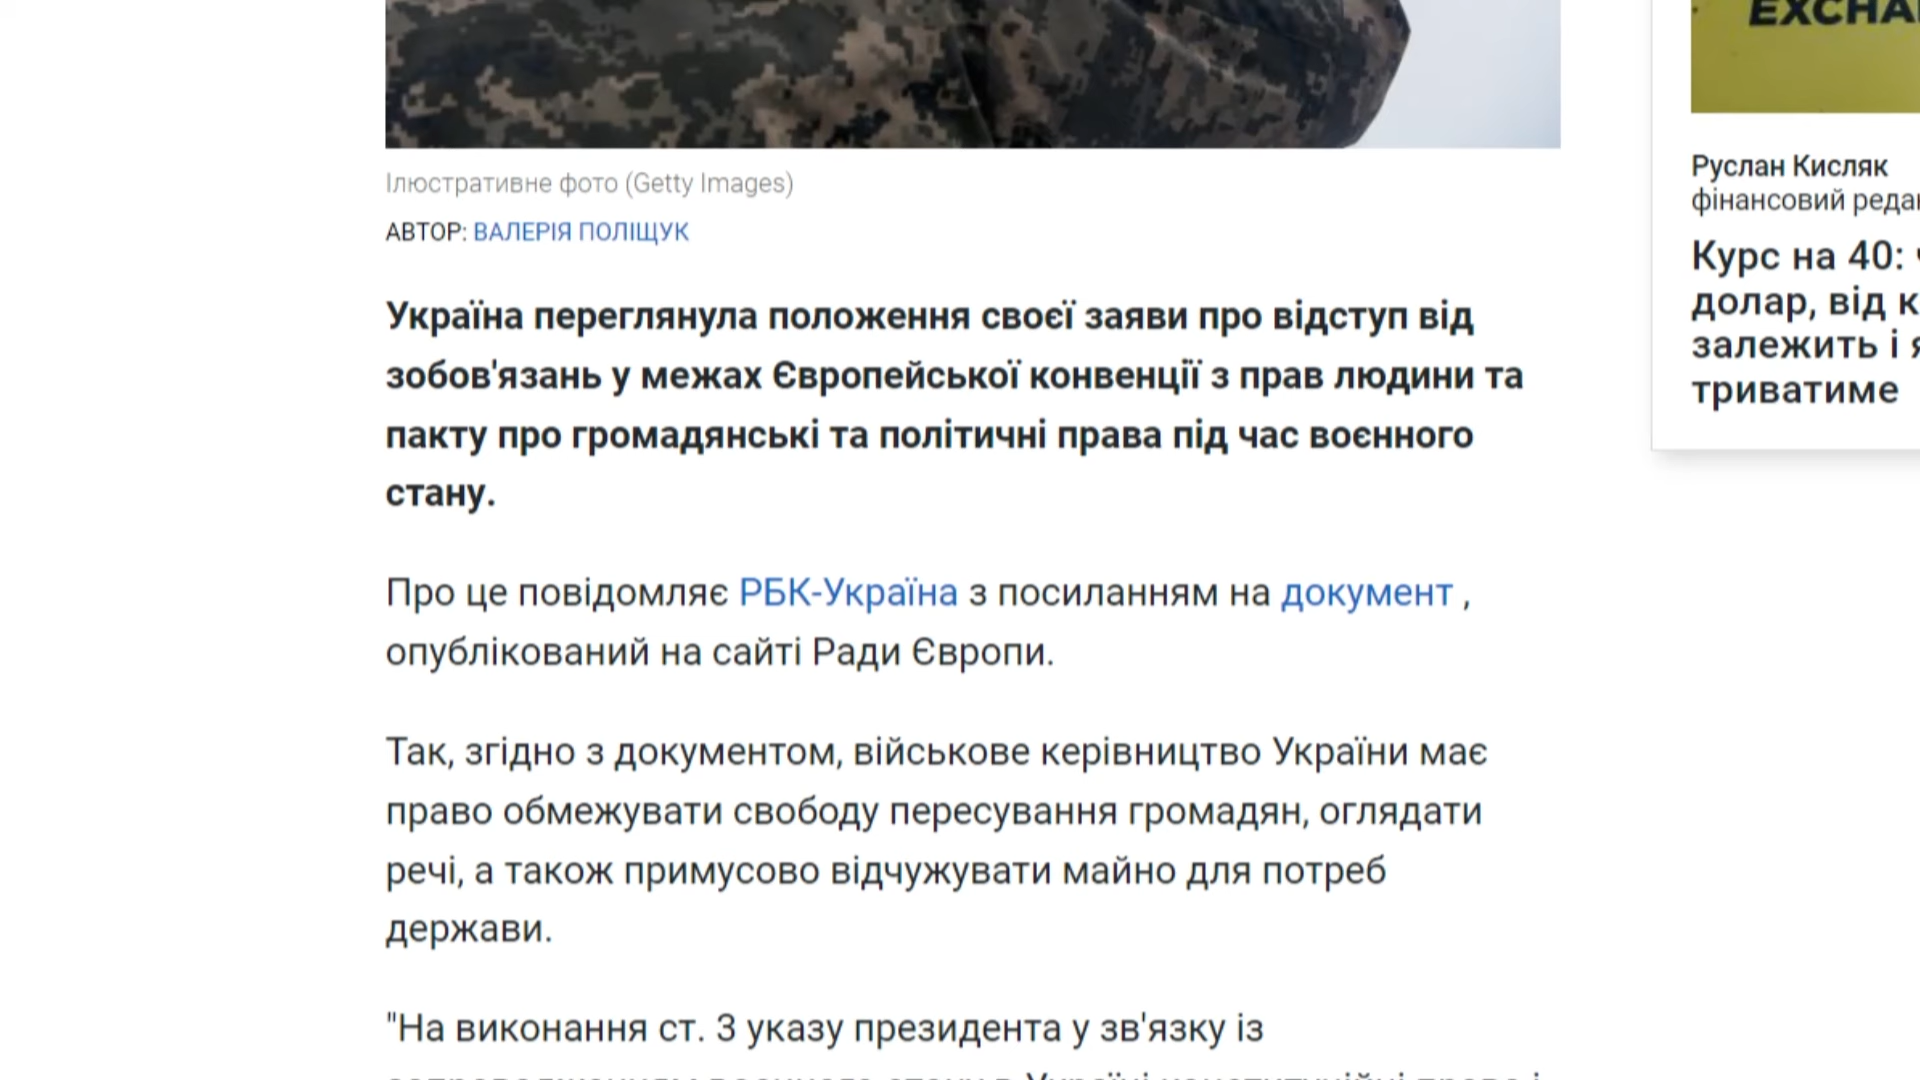 EXCHA
Ілюстративне фото (Getty Images)
АВТОР: ВАЛЕРІЯ ПОЛІЩУК
Україна переглянула положення своєї заяви про відступ від
зобов'язань у межах Європейської конвенції з прав людини та
пакту про громадянські та політичні права під час воєнного
стану.
Про це повідомляє РБК-Україна з посиланням на документ ,
опублікований на сайті Ради Європи.
Так, згідно з документом, військове керівництво України має
право обмежувати свободу пересування громадян, оглядати
речі, а також примусово відчужувати майно для потреб
держави.
"На виконання ст. 3 указу президента у зв'язку із
Руслан Кисляк
фінансовий
Курс на 40:
долар, від
залежить і
триватиме